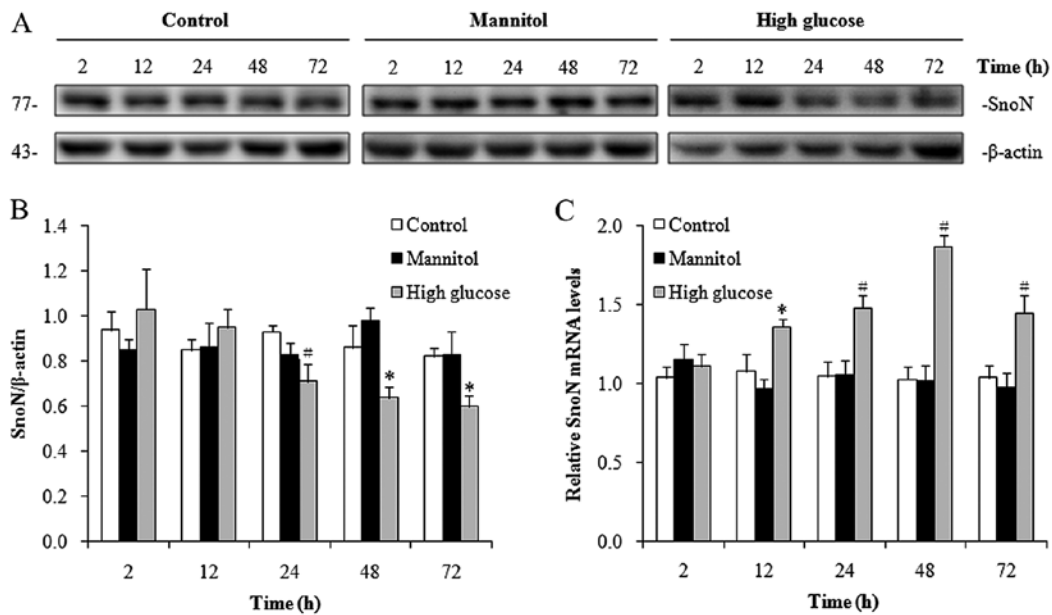 A
Control Mannitol High glucose
2 12 24 48 72 2 12 24 48 72 2 12 24 48 72 Time (h)
77- -SnoN
43- -β-actin
B
1.4
1.2
1.0
0.8
0.6
0.4
0.2
0.0
SnoN/β-actin
Control
Mannitol
High glucose
#
*
*
2 12 24 48 72
Time (h)
C
2.0
1.5
1.0
1.0
0.0
Relative SnoN mRNA levels
Control
Mannitol
High glucose
*
#
#
#
2 12 24 48 72
Time (h)